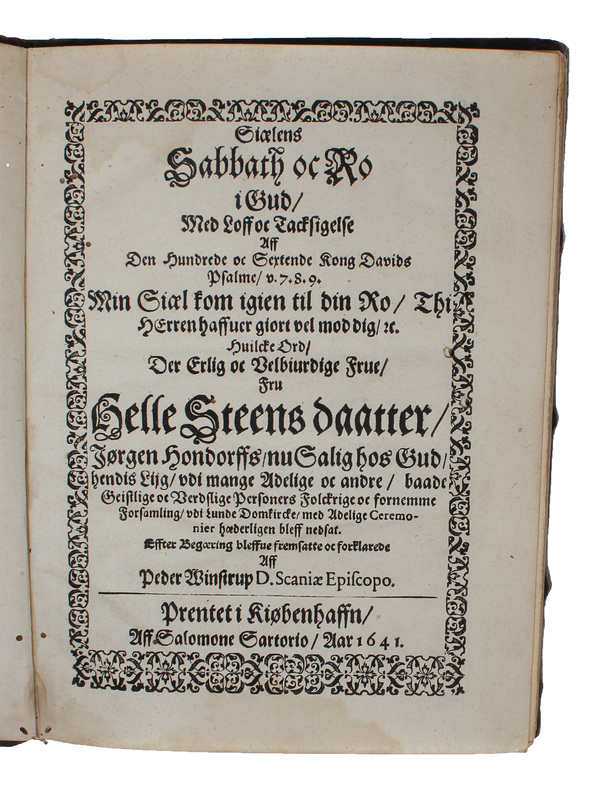 Siælens
Sabbath oc Ro
i Gud/
Med Loff oc Tacksigelse
Aff
Den Hundrede oc Sextende Kong Davids
Psalme/ v. 7. 8. 9.
Min Siæl kom igien til din Ro/ Thi
HErren haffuer giort vel mod dig/ ꝛc.
Huilcke Ord/
Der Erlig oc Velbiurdige Frue/
Fru
Helle Steens daatter/
Jørgen Hondorffs/ nu Salig hos Gud/
hendis Lijg/ vdi mange Adelige oc andre/ baade
Geistlige oc Verdslige Personers Folckrige oc fornemme
Forsamling/ vdi Lunde Domkircke/ med Adelige Ceremo-
nier hæderligen bleff nedsat.
Effter Begæring bleffue fremsatte oc forklarede
Aff
Peder Winstrup D. Scaniæ Epiſcopo.
Prentet i Kiøbenhaffn/
Aff Salomone Sartorio/ Aar 1641.